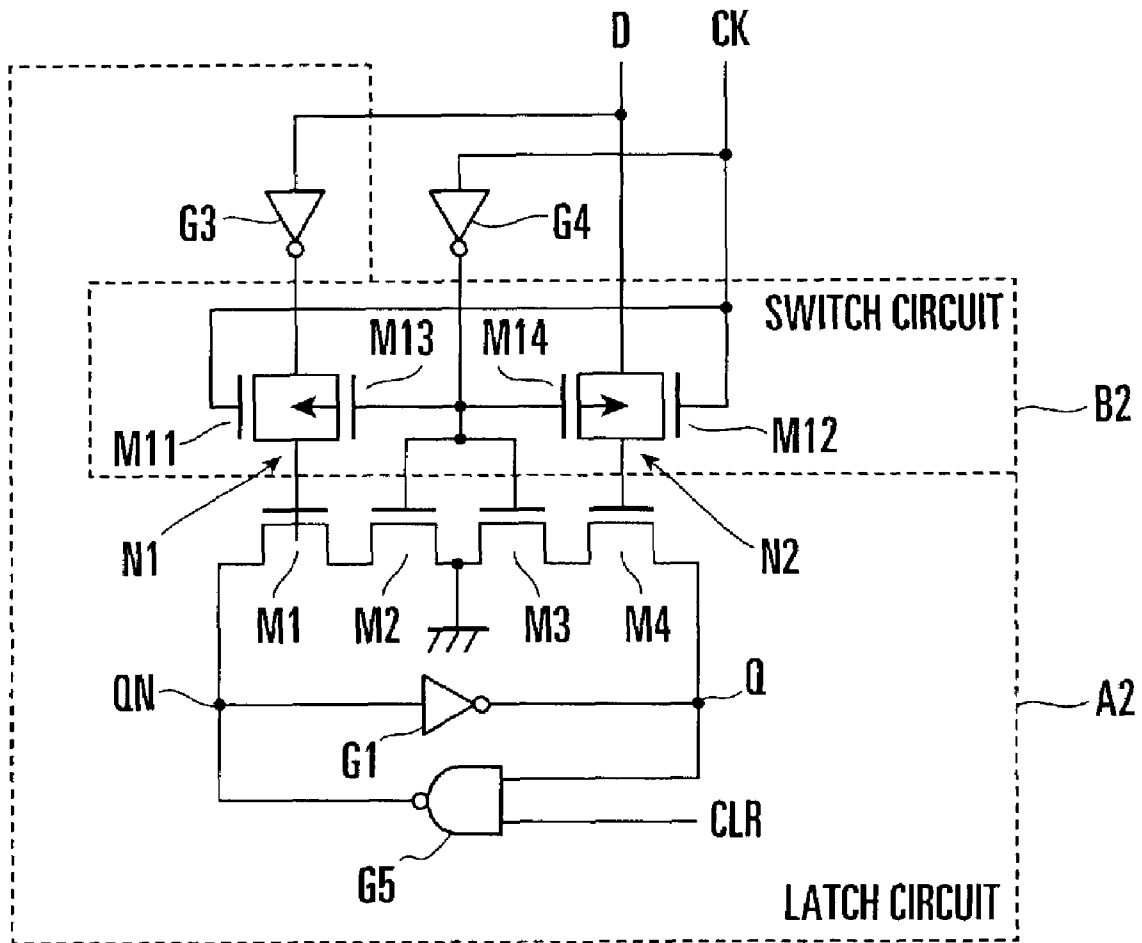 D CK
G3 G4
SWITCH CIRCUIT
M13 M14
M11 M12
B2
N1 N2
M1 M2 M3 M4
QN Q
A2
G1
CLR
G5
LATCH CIRCUIT